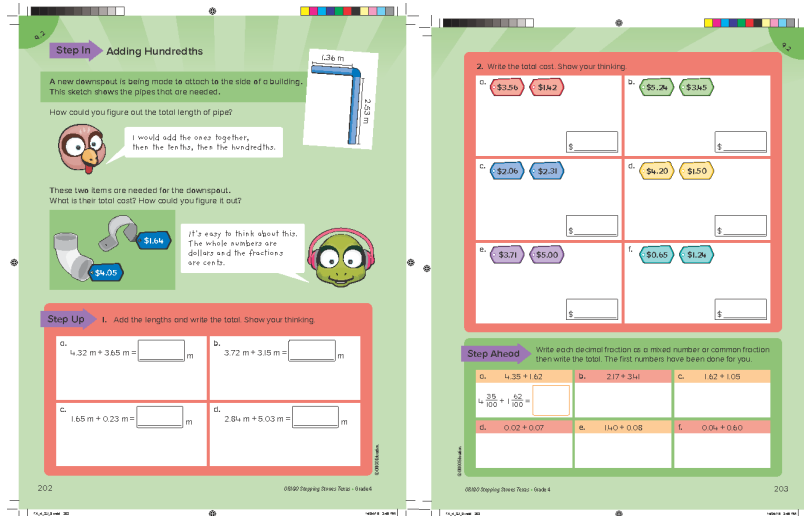 9.2
Step In
Adding Hundredths
A new downspout is being made to attach to the side of a building.
This sketch shows the pipes that are needed.
1.36 m
2.53 m
How could you figure out the total length of pipe?
I would add the ones together,
then the tenths, then the hundredths.
These two items are needed for the downspout.
What is their total cost? How could you figure it out?
$1.64
$4.05
It's easy to think about this.
The whole numbers are
dollars and the fractions
are cents.
Step Up
1. Add the lengths and write the total. Show your thinking.
a.
4.32 m + 3.65 m = m
b.
3.72 m + 3.15 m = m
c.
1.65 m + 0.23 m = m
d.
2.84 m + 5.03 m = m
202
ORIGO Stepping Stones Texas • Grade 4
9.2
2. Write the total cost. Show your thinking
a. $3.56 $1.42
$
b. $5.24 $3.45
$
c. $2.06 $2.31
$
d. $4.20 $1.50
$
e. $3.71 $5.00
$
f. $0.65 $1.24
$
Step Ahead
Write each decimal fraction as a mixed number or common fraction
then write the total. The first numbers have been done for you.
a. 4.35 + 1.62
4 35/100 + 1 62/100 =
b. 2.17 + 3.41
c. 1.62 + 1.05
d. 0.02 + 0.07
e. 1.40 + 0.08
f. 0.04 + 0.60
ORIGO Stepping Stones Texas • Grade 4
203